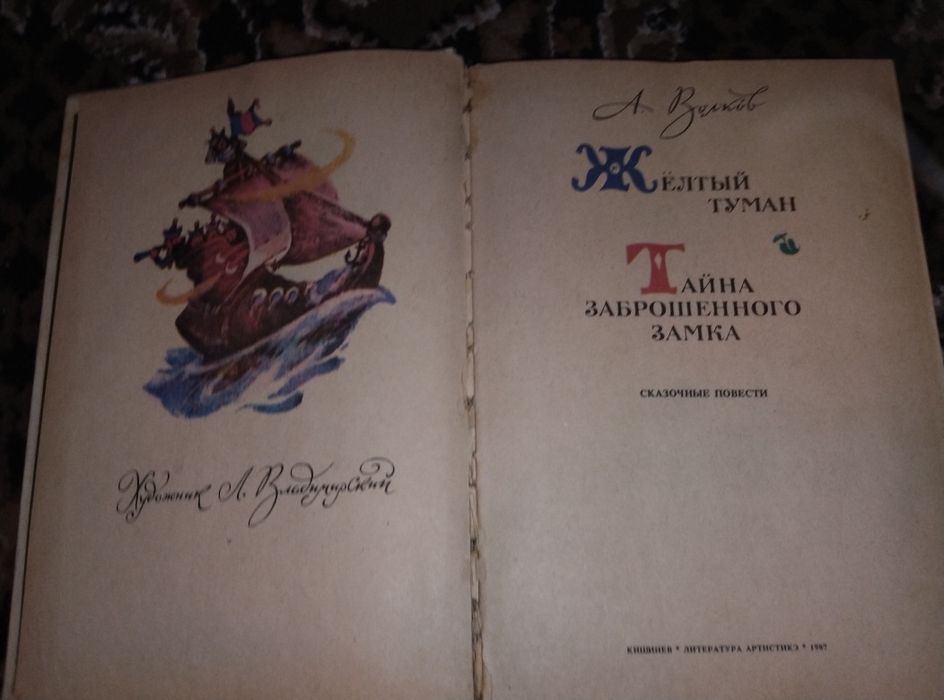 Художник Л. Владимирский
А. Волков
ЖЁЛТЫЙ
ТУМАН
и
ТАЙНА
ЗАБРОШЕННОГО
ЗАМКА
СКАЗОЧНЫЕ ПОВЕСТИ
КИШИНЕВ * ЛИТЕРАТУРА АРТИСТИКЭ * 1987